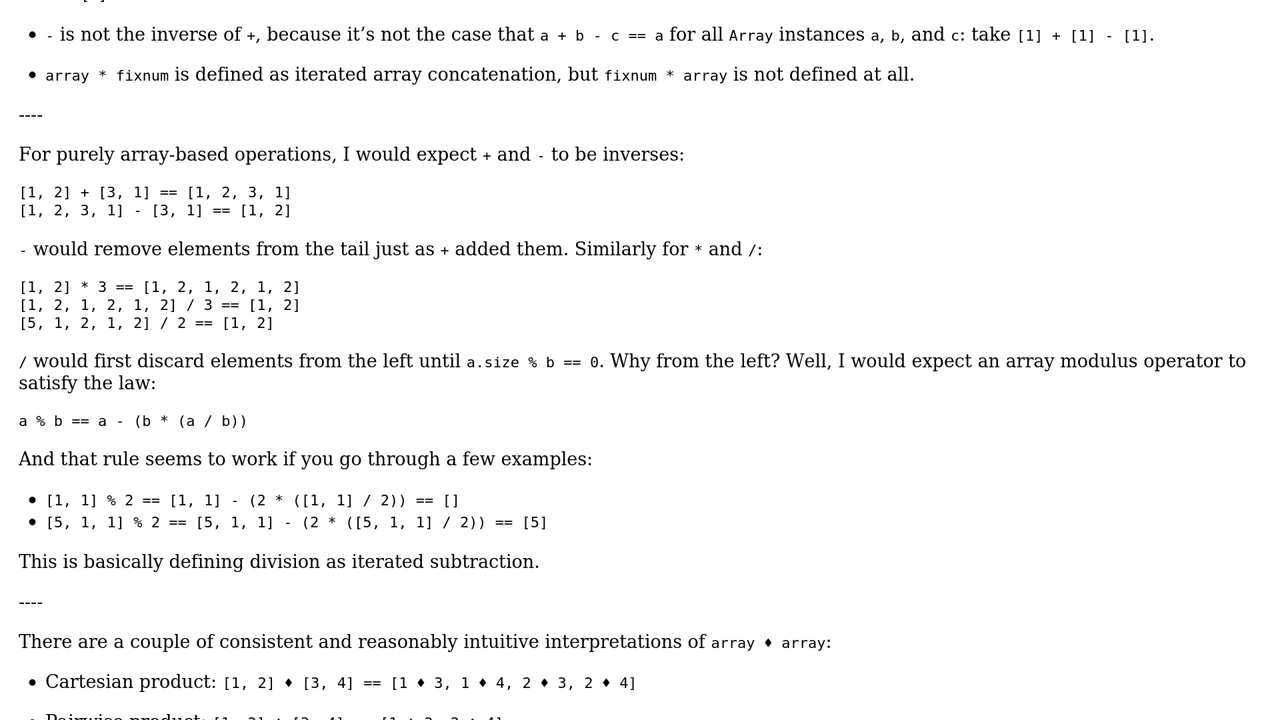 - is not the inverse of +, because it’s not the case that a + b - c == a for all Array instances a, b, and c: take [1] + [1] - [1].
array * fixnum is defined as iterated array concatenation, but fixnum * array is not defined at all.
----
For purely array-based operations, I would expect + and - to be inverses:
[1, 2] + [3, 1] == [1, 2, 3, 1]
[1, 2, 3, 1] - [3, 1] == [1, 2]
- would remove elements from the tail just as + added them. Similarly for * and /:
[1, 2] * 3 == [1, 2, 1, 2, 1, 2]
[1, 2, 1, 2, 1, 2] / 3 == [1, 2]
[5, 1, 2, 1, 2] / 2 == [1, 2]
/ would first discard elements from the left until a.size % b == 0. Why from the left? Well, I would expect an array modulus operator to
satisfy the law:
a % b == a - (b * (a / b))
And that rule seems to work if you go through a few examples:
[1, 1] % 2 == [1, 1] - (2 * ([1, 1] / 2)) == []
[5, 1, 1] % 2 == [5, 1, 1] - (2 * ([5, 1, 1] / 2)) == [5]
This is basically defining division as iterated subtraction.
----
There are a couple of consistent and reasonably intuitive interpretations of array ♦ array:
Cartesian product: [1, 2] ♦ [3, 4] == [1 ♦ 3, 1 ♦ 4, 2 ♦ 3, 2 ♦ 4]
Pairwise product: [1, 2] ♦ [3, 4] == [1 ♦ 3, 2 ♦ 4]